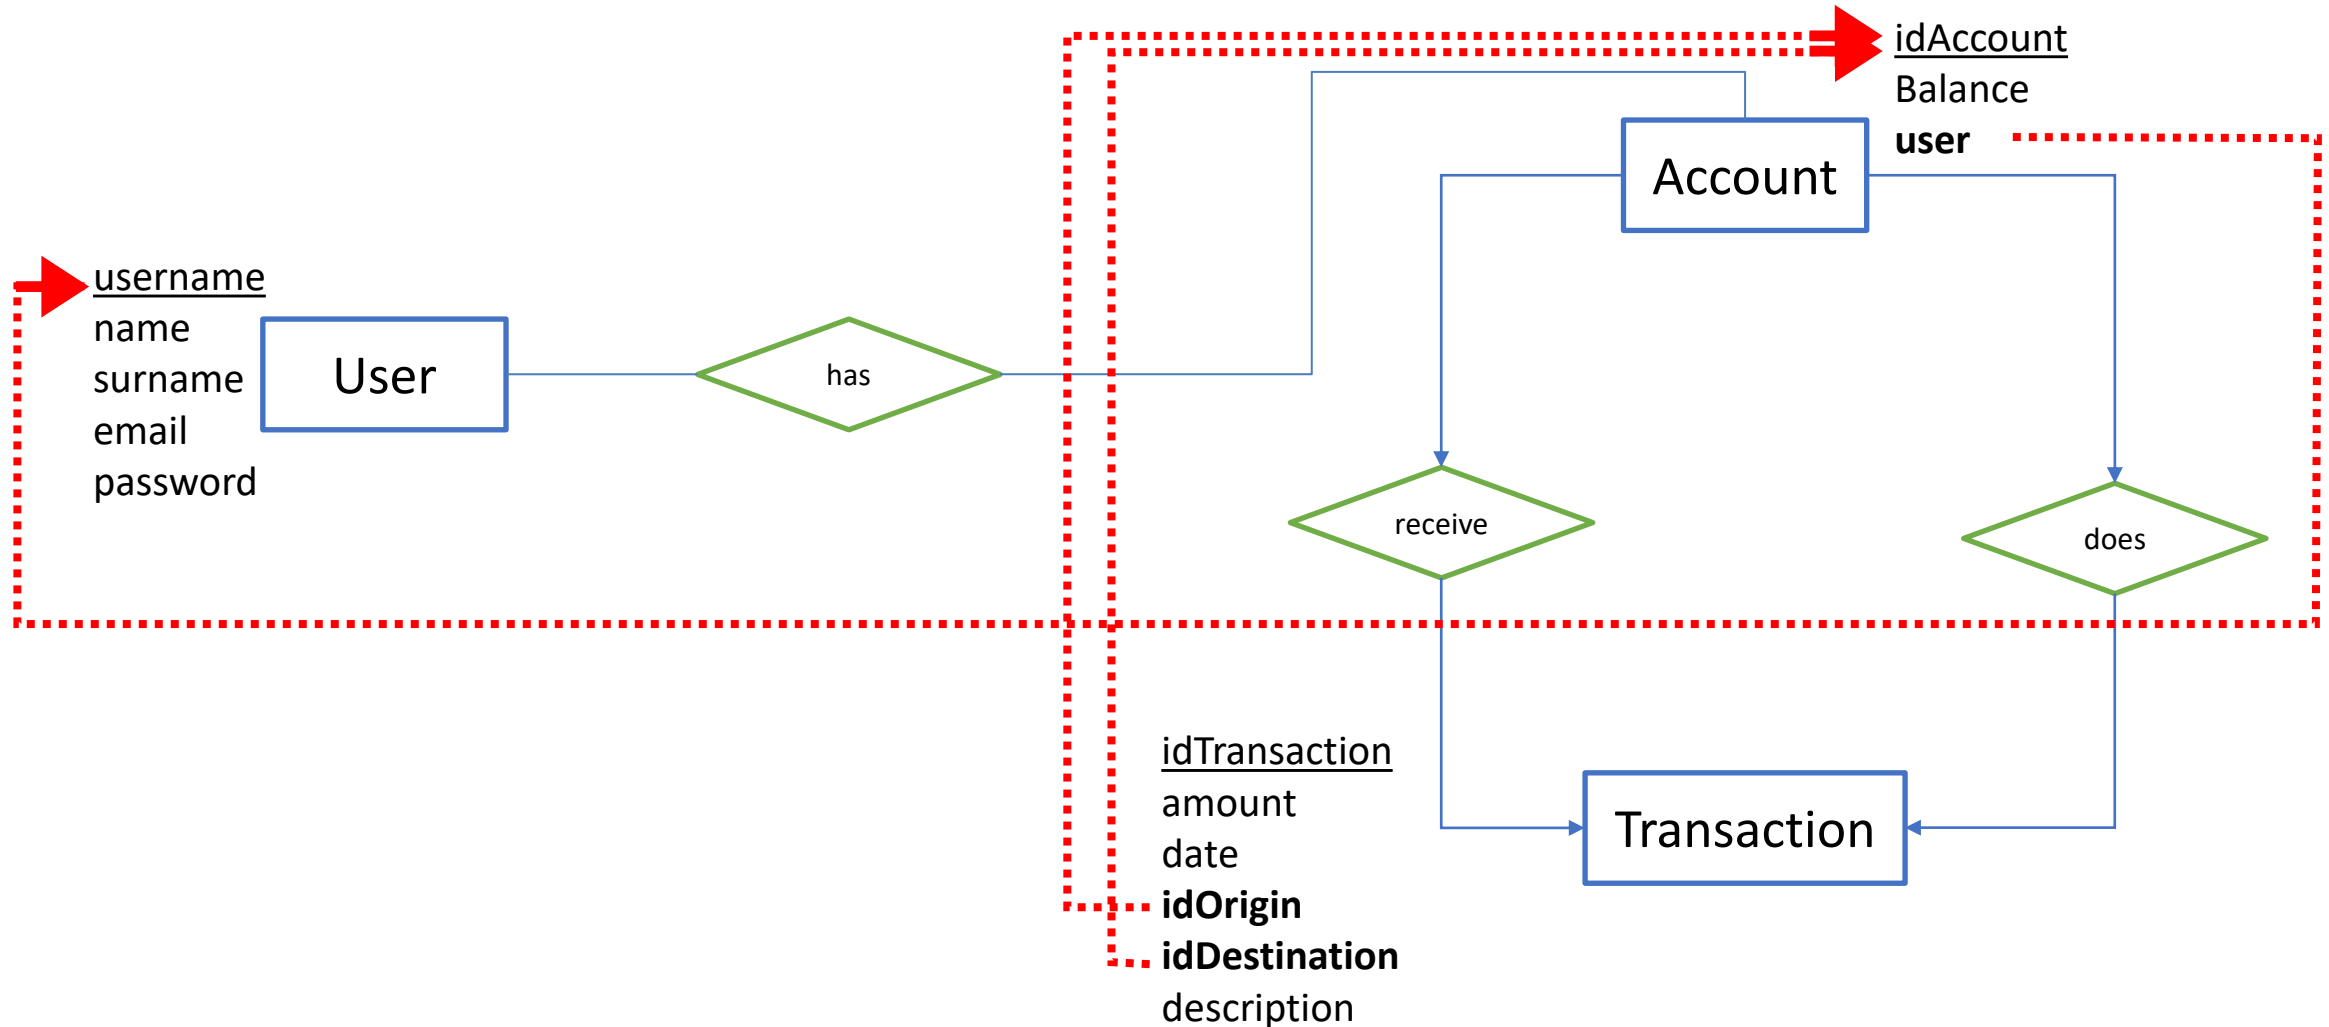 idAccount
Balance
user
Account
username
name
surname
email
password
User
has
receive
does
idTransaction
amount
date
idOrigin
idDestination
description
Transaction